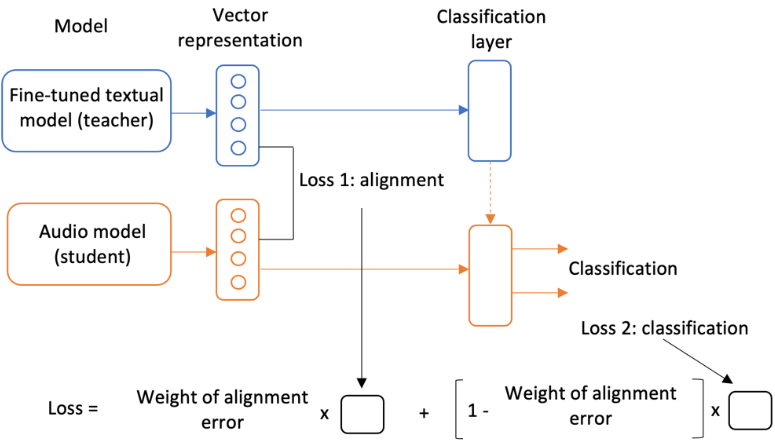 Model
Vector
representation
Classification
layer
Fine-tuned textual
model (teacher)
Loss 1: alignment
Audio model
(student)
Classification
Loss 2: classification
Loss =
Weight of alignment
error
x
+
1 -
Weight of alignment
error
x